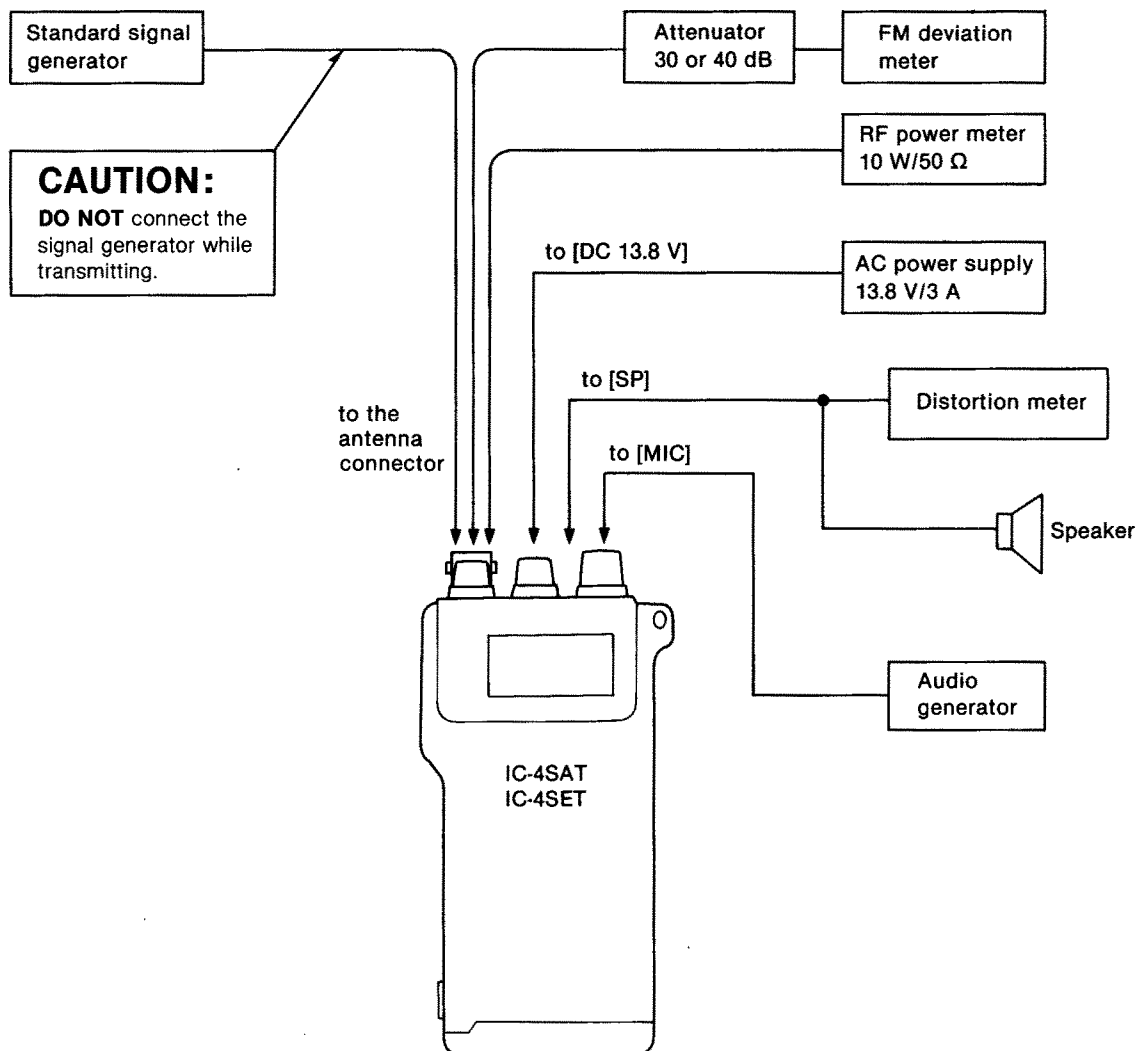 Standard signal
generator
Attenuator
30 or 40 dB
FM deviation
meter
RF power meter
10 W/50 Ω
CAUTION:
DO NOT connect the
signal generator while
transmitting.
to [DC 13.8 V]
AC power supply
13.8 V/3 A
to [SP]
Distortion meter
to the
antenna
connector
to [MIC]
Speaker
Audio
generator
IC-4SAT
IC-4SET